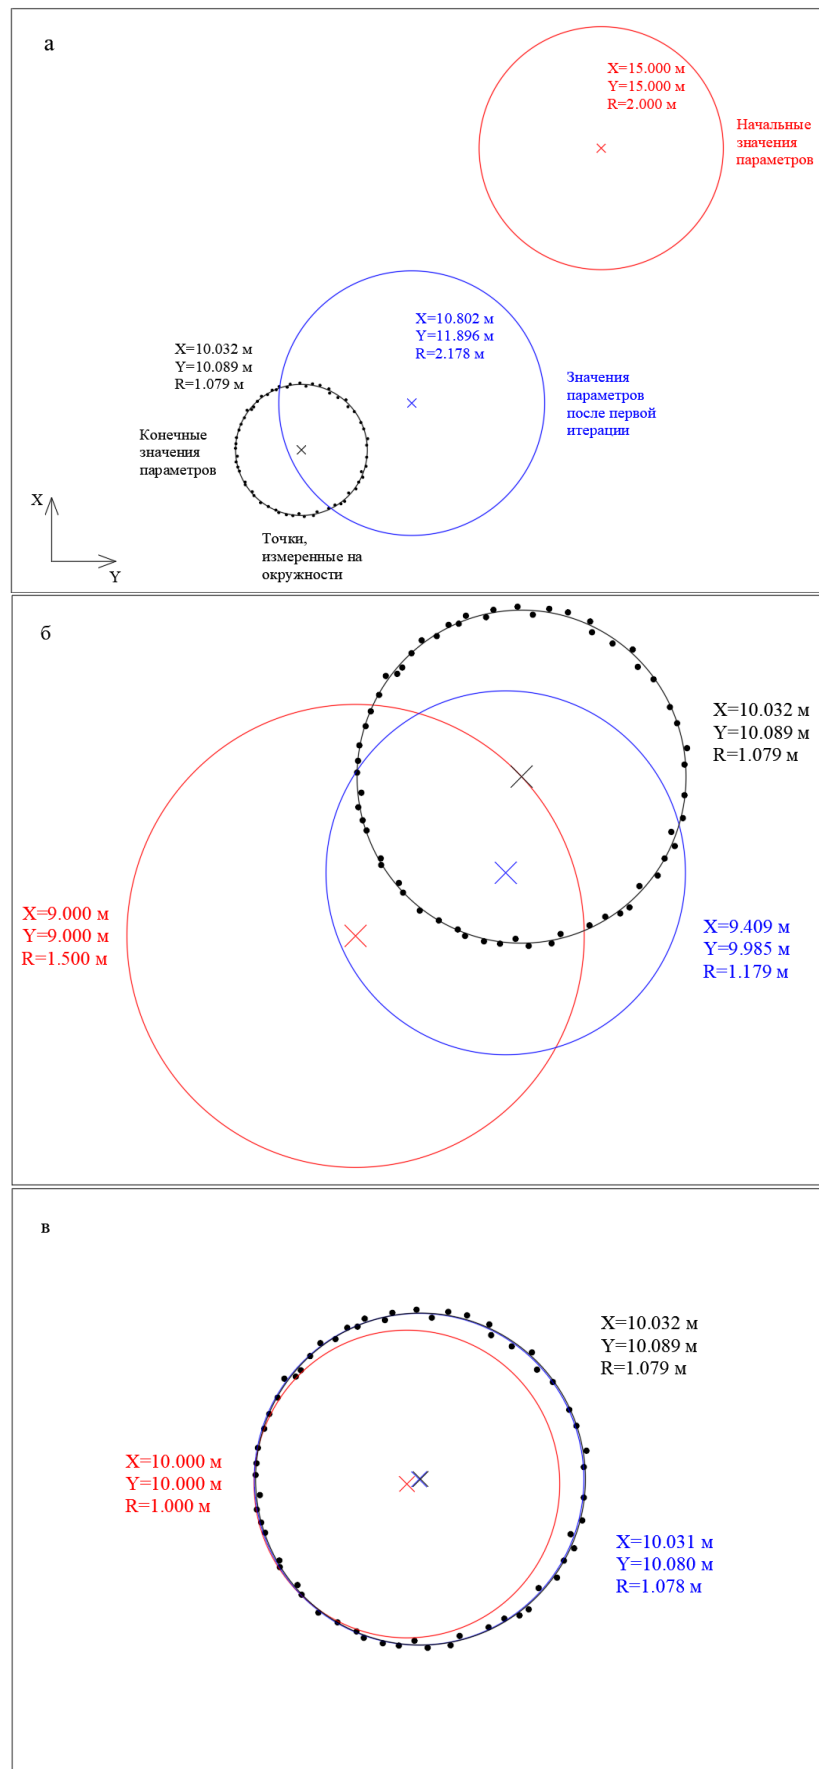 а
X=15.000 м
Y=15.000 м
R=2.000 м
Начальные
значения
параметров
X=10.802 м
Y=11.896 м
R=2.178 м
X=10.032 м
Y=10.089 м
R=1.079 м
Значения
параметров
после первой
итерации
Конечные
значения
параметров
X
Y
Точки,
измеренные на
окружности
б
X=10.032 м
Y=10.089 м
R=1.079 м
X=9.000 м
Y=9.000 м
R=1.500 м
X=9.409 м
Y=9.985 м
R=1.179 м
в
X=10.032 м
Y=10.089 м
R=1.079 м
X=10.000 м
Y=10.000 м
R=1.000 м
X=10.031 м
Y=10.080 м
R=1.078 м